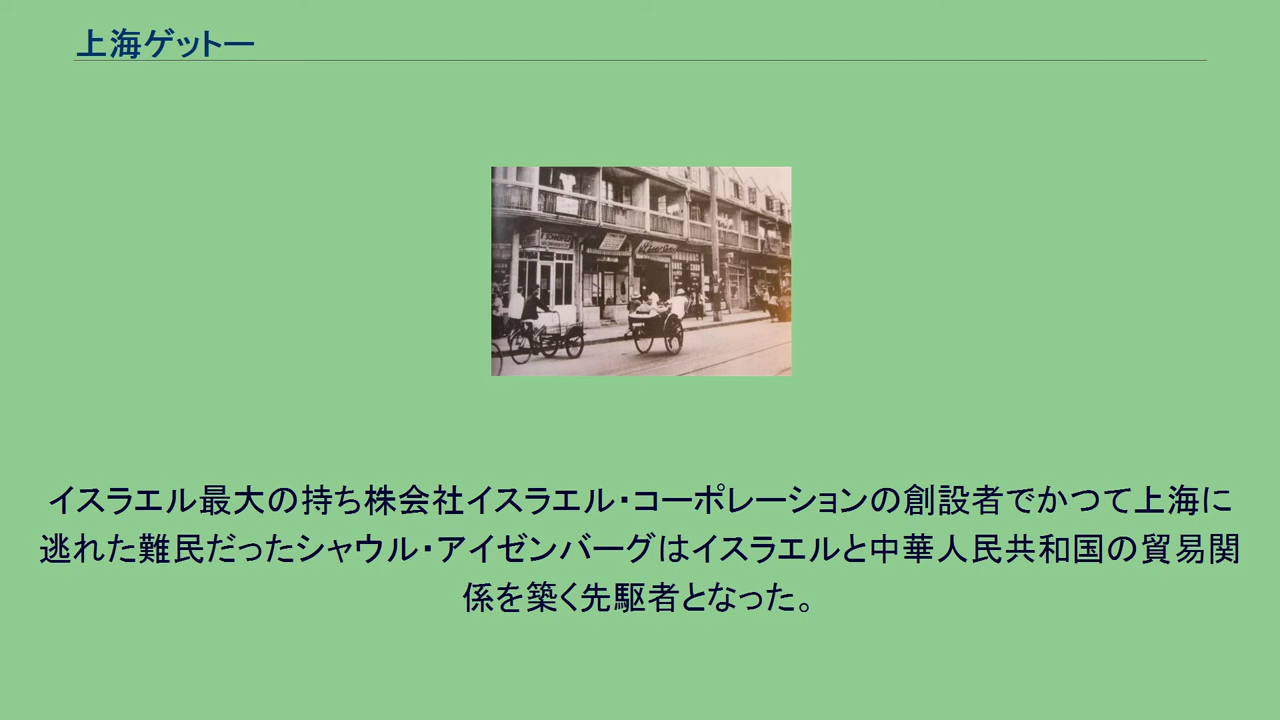 上海ゲットー
イスラエル最大の持ち株会社イスラエル・コーポレーションの創設者でかつて上海に
逃れた難民だったシャウル・アイゼンバーグはイスラエルと中華人民共和国の貿易関
係を築く先駆者となった。